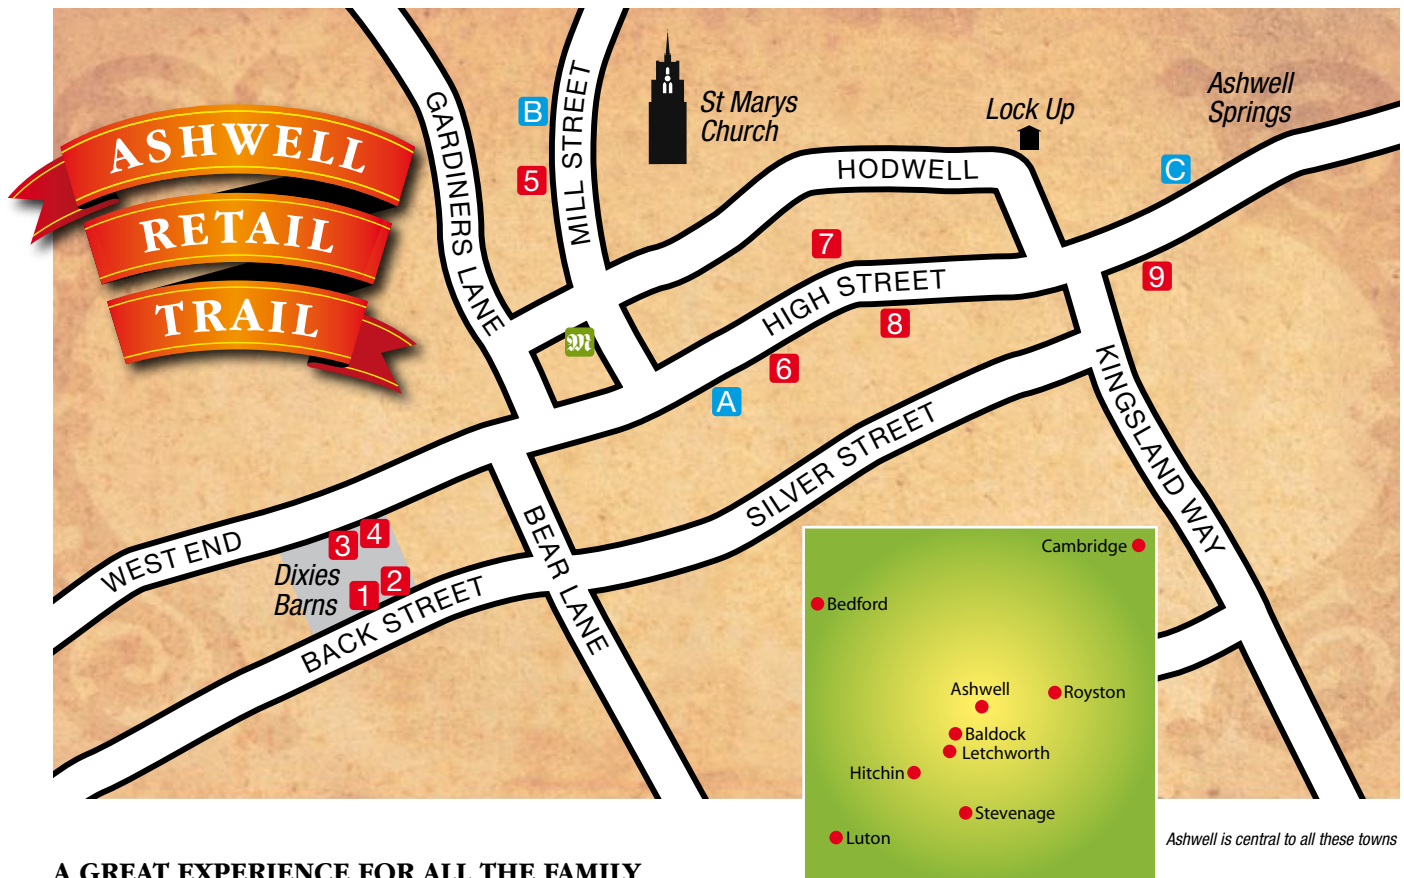 ASHWELL
RETAIL
TRAIL
GARDINERS LANE
B
5
MILL STREET
St Marys
Church
Lock Up
Ashwell
Springs
HODWELL
C
7
9
HIGH STREET
8
M
6
A
SILVER STREET
KINGSLAND WAY
WEST END
3
4
Dixies
Barns
1
2
BACK STREET
BEAR LANE
Cambridge
Bedford
Ashwell
Royston
Baldock
Letchworth
Hitchin
Stevenage
Luton
Ashwell is central to all these towns
A GREAT EXPERIENCE FOR ALL THE FAMILY